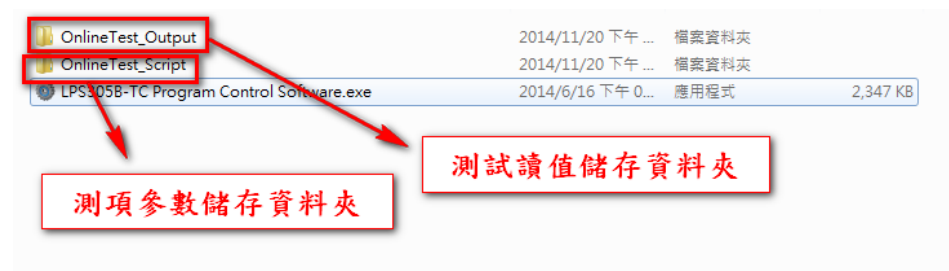 OnlineTest_Output 2014/11/20 下午 ... 檔案資料夾
OnlineTest_Script 2014/11/20 下午 ... 檔案資料夾
LPS305B-TC Program Control Software.exe 2014/6/16 下午 0... 應用程式 2,347 KB
測試讀值儲存資料夾
測項參數儲存資料夾